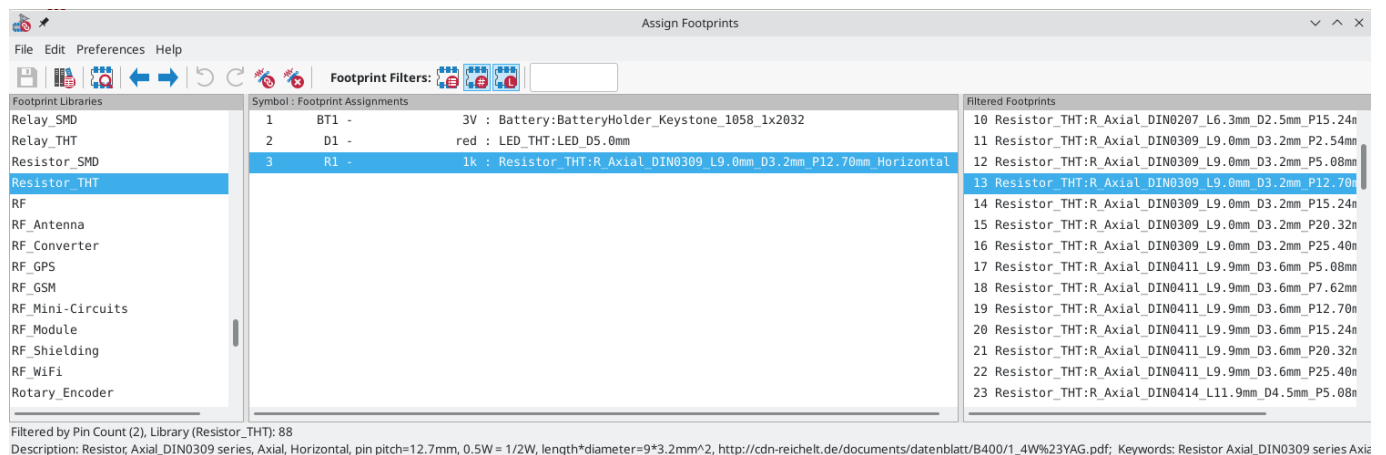 Assign Footprints
File Edit Preferences Help
Footprint Filters:
Footprint Libraries
Relay_SMD
Relay_THT
Resistor_SMD
Resistor_THT
RF
RF_Antenna
RF_Converter
RF_GPS
RF_GSM
RF_Mini-Circuits
RF_Module
RF_Shielding
RF_WiFi
Rotary_Encoder
Symbol : Footprint Assignments
1 BT1 - 3V : Battery:BatteryHolder_Keystone_1058_1x2032
2 D1 - red : LED_THT:LED_D5.0mm
3 R1 - 1k : Resistor_THT:R_Axial_DIN0309_L9.0mm_D3.2mm_P12.70mm_Horizontal
Filtered Footprints
10 Resistor_THT:R_Axial_DIN0207_L6.3mm_D2.5mm_P15.24m
11 Resistor_THT:R_Axial_DIN0309_L9.0mm_D3.2mm_P2.54mm
12 Resistor_THT:R_Axial_DIN0309_L9.0mm_D3.2mm_P5.08mm
13 Resistor_THT:R_Axial_DIN0309_L9.0mm_D3.2mm_P12.70m
14 Resistor_THT:R_Axial_DIN0309_L9.0mm_D3.2mm_P15.24m
15 Resistor_THT:R_Axial_DIN0309_L9.0mm_D3.2mm_P20.32m
16 Resistor_THT:R_Axial_DIN0309_L9.0mm_D3.2mm_P25.40m
17 Resistor_THT:R_Axial_DIN0411_L9.9mm_D3.6mm_P5.08mm
18 Resistor_THT:R_Axial_DIN0411_L9.9mm_D3.6mm_P7.62mm
19 Resistor_THT:R_Axial_DIN0411_L9.9mm_D3.6mm_P12.70m
20 Resistor_THT:R_Axial_DIN0411_L9.9mm_D3.6mm_P15.24m
21 Resistor_THT:R_Axial_DIN0411_L9.9mm_D3.6mm_P20.32m
22 Resistor_THT:R_Axial_DIN0411_L9.9mm_D3.6mm_P25.40m
23 Resistor_THT:R_Axial_DIN0414_L11.9mm_D4.5mm_P5.08m
Filtered by Pin Count (2), Library (Resistor_THT): 88
Description: Resistor, Axial_DIN0309 series, Axial, Horizontal, pin pitch=12.7mm, 0.5W = 1/2W, length*diameter=9*3.2mm^2, http://cdn-reichelt.de/documents/datenblatt/B400/1_4W%23YAG.pdf; Keywords: Resistor Axial_DIN0309 series Axia